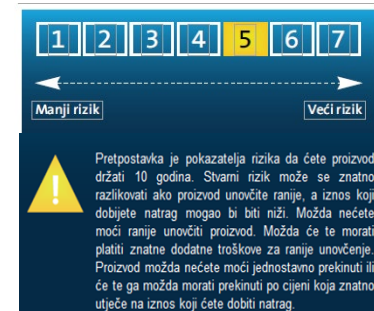 1 2 3 4 5 6 7
Manji rizik Veći rizik
Pretpostavka je pokazatelja rizika da ćete proizvod
držati 10 godina. Stvarni rizik može se znatno
razlikovati ako proizvod unovčite ranije, a iznos koji
dobijete natrag mogao bi biti niži. Možda nećete
moći ranije unovčiti proizvod. Možda će te morati
platiti znatne dodatne troškove za ranije unovčenje.
Proizvod možda nećete moći jednostavno prekinuti ili
će te ga možda morati prekinuti po cijeni koja znatno
utječe na iznos koji ćete dobiti natrag.